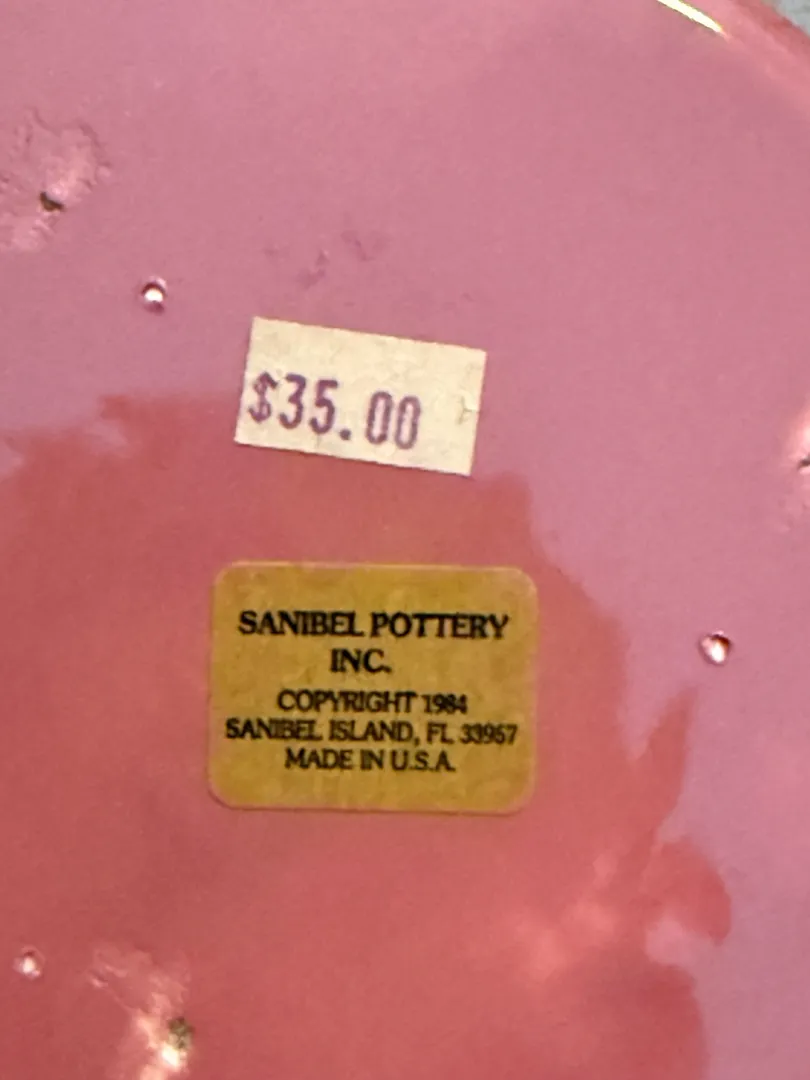 $35.00
SANIBEL POTTERY
INC.
COPYRIGHT 1984
SANIBEL ISLAND, FL 33957
MADE IN U.S.A.